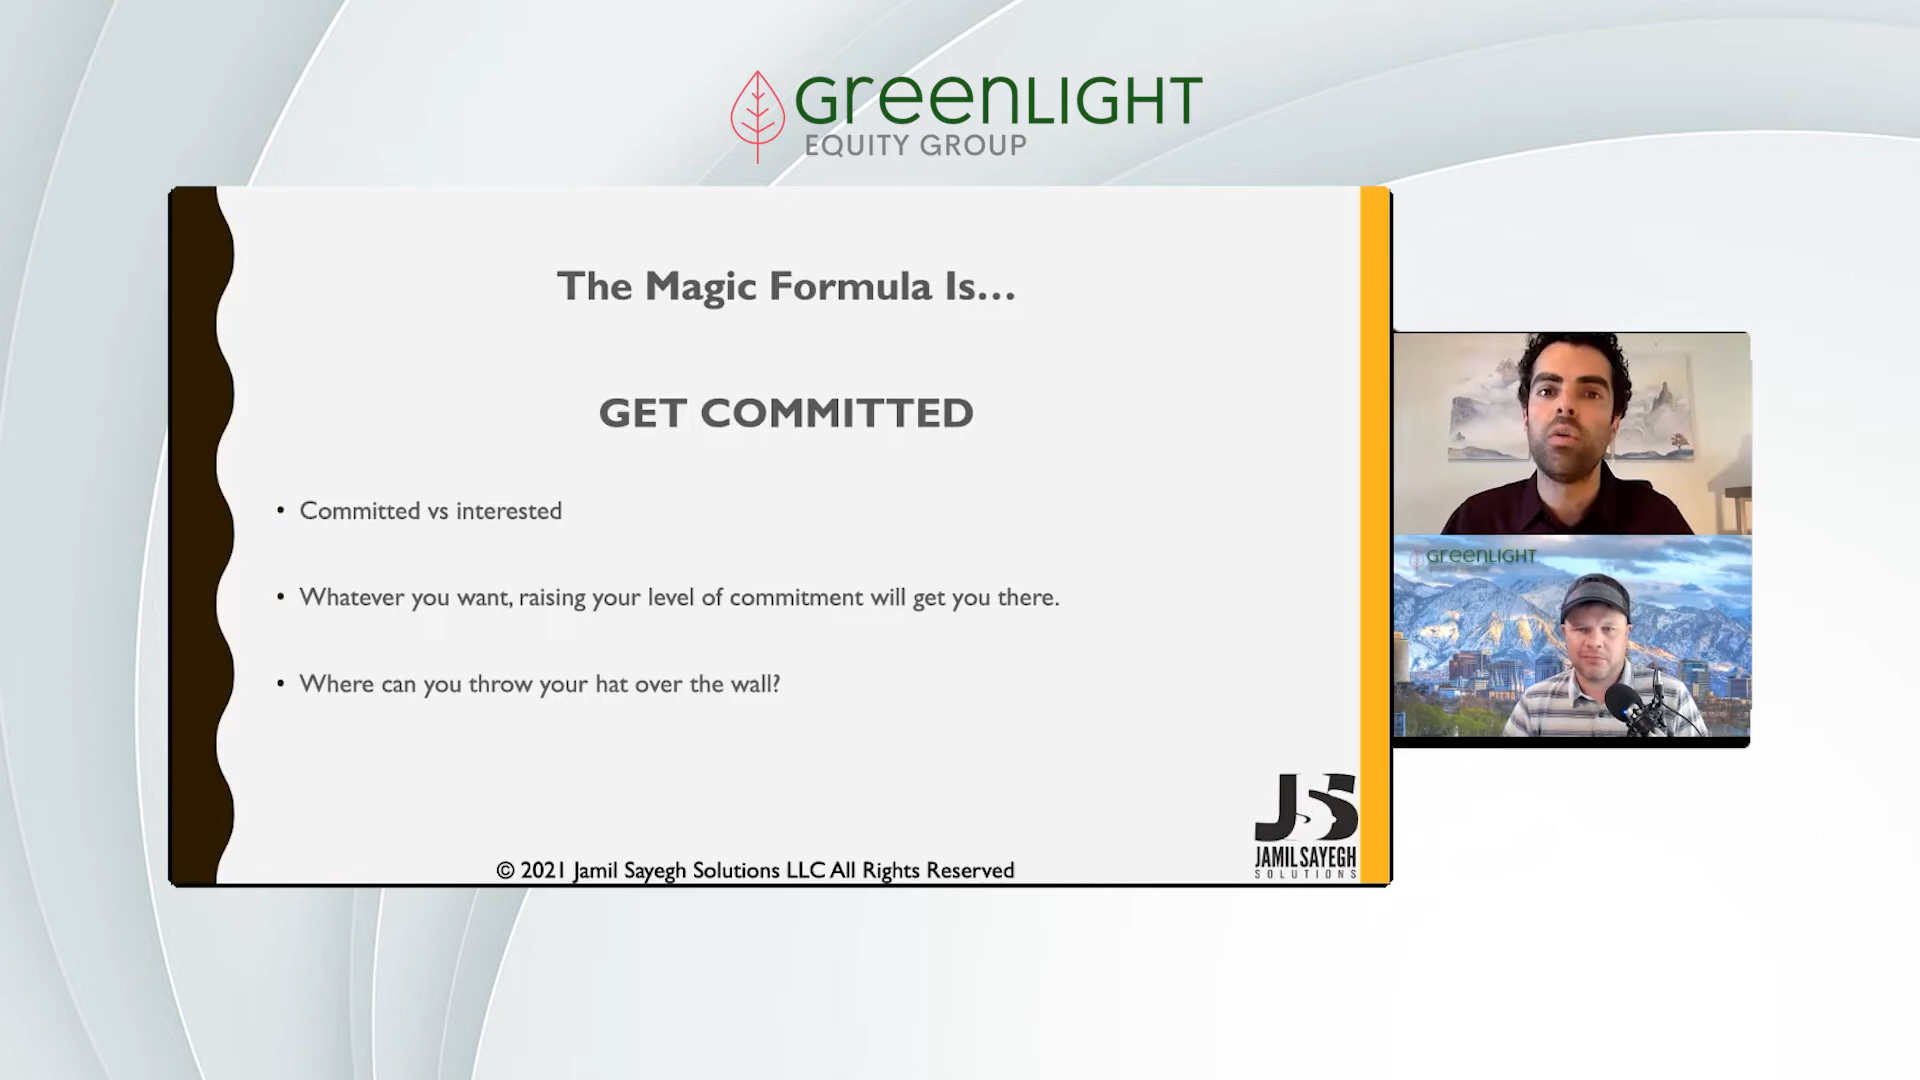 GreenLIGHT
EQUITY GROUP
The Magic Formula Is...
GET COMMITTED
• Committed vs interested
• Whatever you want, raising your level of commitment will get you there.
• Where can you throw your hat over the wall?
JS
JAMIL SAYEGH
SOLUTIONS
© 2021 Jamil Sayegh Solutions LLC All Rights Reserved
GreenLIGHT